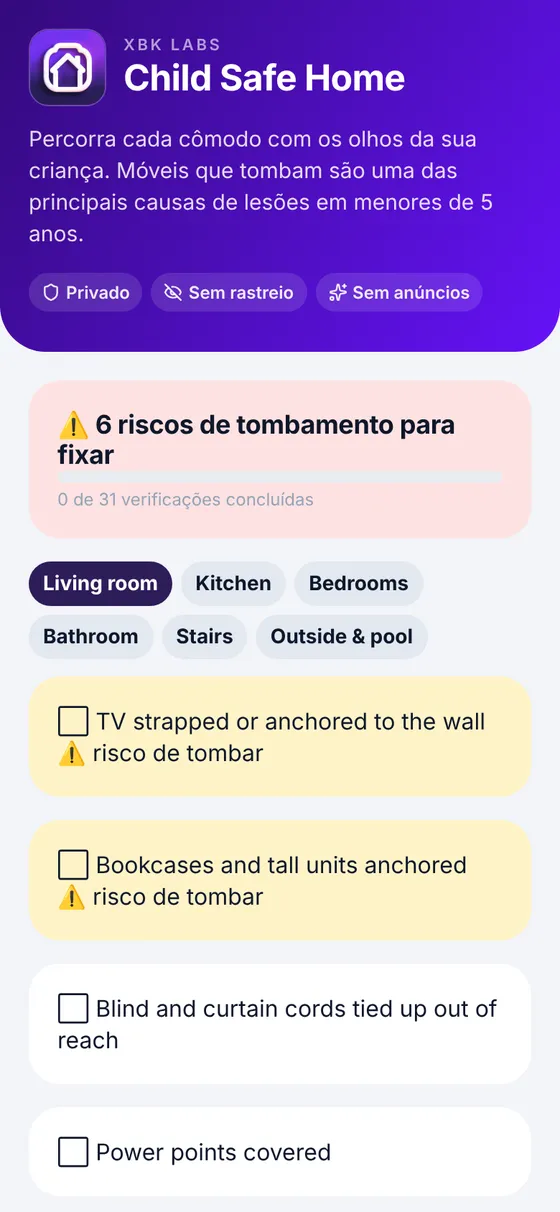 XBK LABS
Child Safe Home
Percorra cada cômodo com os olhos da sua
criança. Móveis que tombam são uma das
principais causas de lesões em menores de 5
anos.
Privado
Sem rastreio
Sem anúncios
⚠️ 6 riscos de tombamento para
fixar
0 de 31 verificações concluídas
Living room
Kitchen
Bedrooms
Bathroom
Stairs
Outside & pool
TV strapped or anchored to the wall
⚠️ risco de tombar
Bookcases and tall units anchored
⚠️ risco de tombar
Blind and curtain cords tied up out of
reach
Power points covered